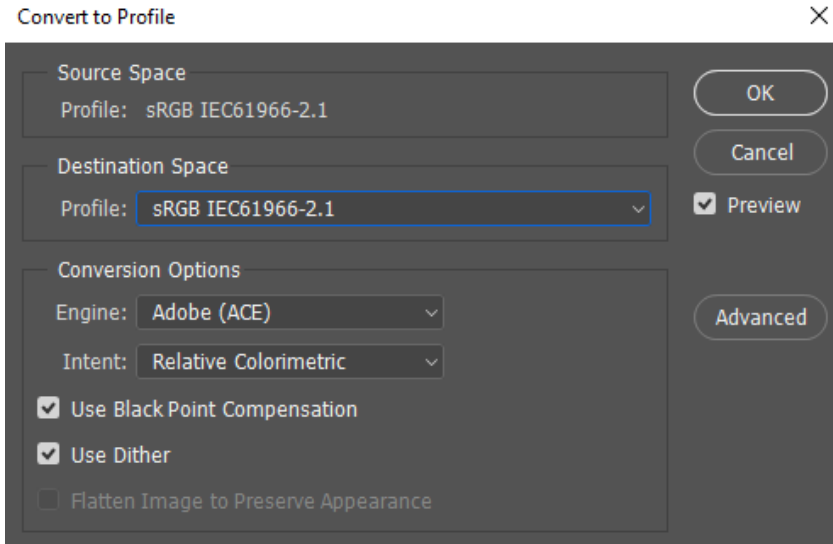 Convert to Profile
Source Space
Profile: sRGB IEC61966-2.1
OK
Cancel
Destination Space
Profile: sRGB IEC61966-2.1
Preview
Conversion Options
Engine: Adobe (ACE)
Advanced
Intent: Relative Colorimetric
Use Black Point Compensation
Use Dither
Flatten Image to Preserve Appearance